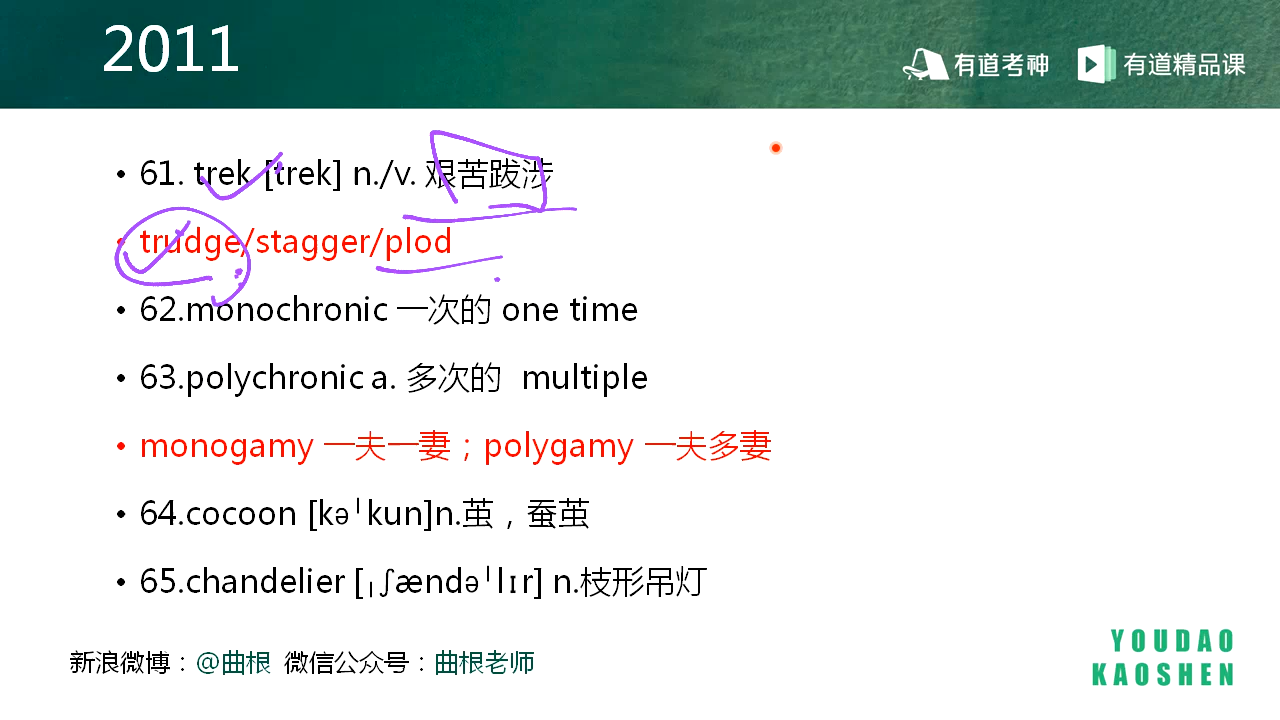 2011
有道考神 有道精品课
• 61. trek [trek] n./v. 艰苦跋涉
• trudge/stagger/plod
• 62.monochronic 一次的 one time
• 63.polychronic a. 多次的 multiple
• monogamy 一夫一妻；polygamy 一夫多妻
• 64.cocoon [kəˈkun]n.茧，蚕茧
• 65.chandelier [ˌʃændəˈlɪr] n.枝形吊灯
新浪微博：@曲根 微信公众号：曲根老师
YOUDAO
KAOSHEN